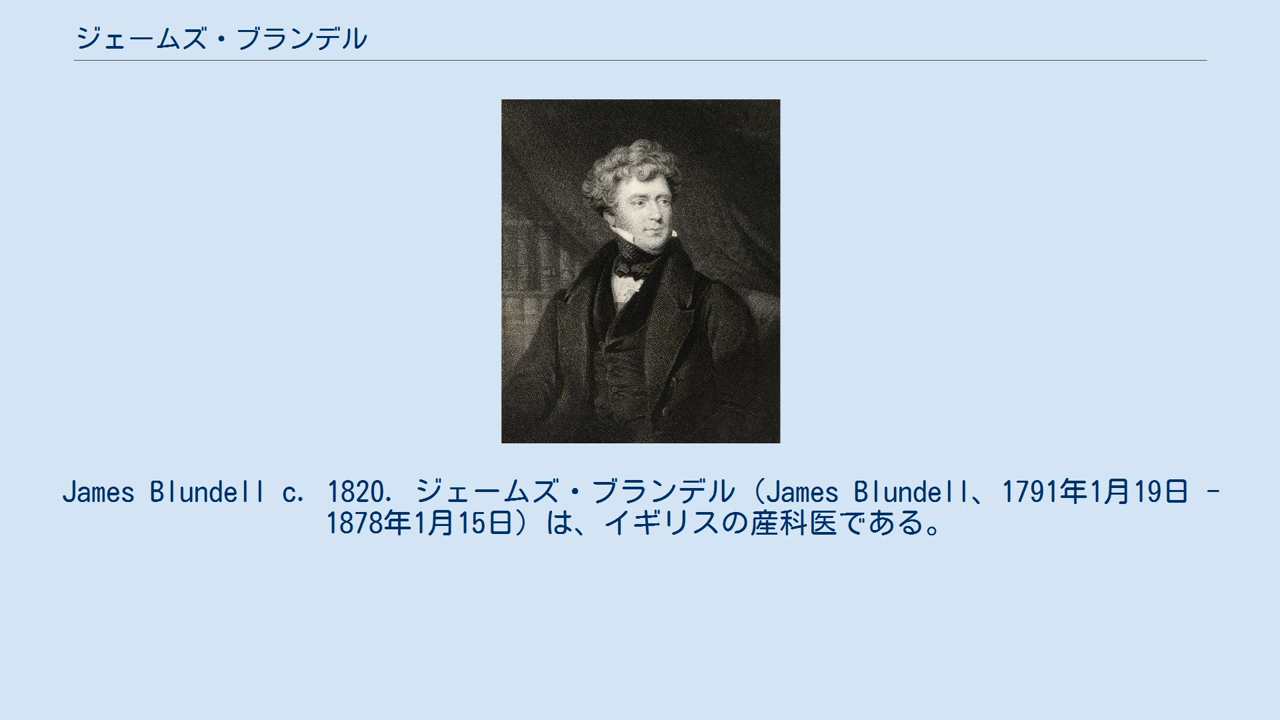 ジェームズ・ブランデル
James Blundell c. 1820. ジェームズ・ブランデル（James Blundell、1791年1月19日 -
1878年1月15日）は、イギリスの産科医である。